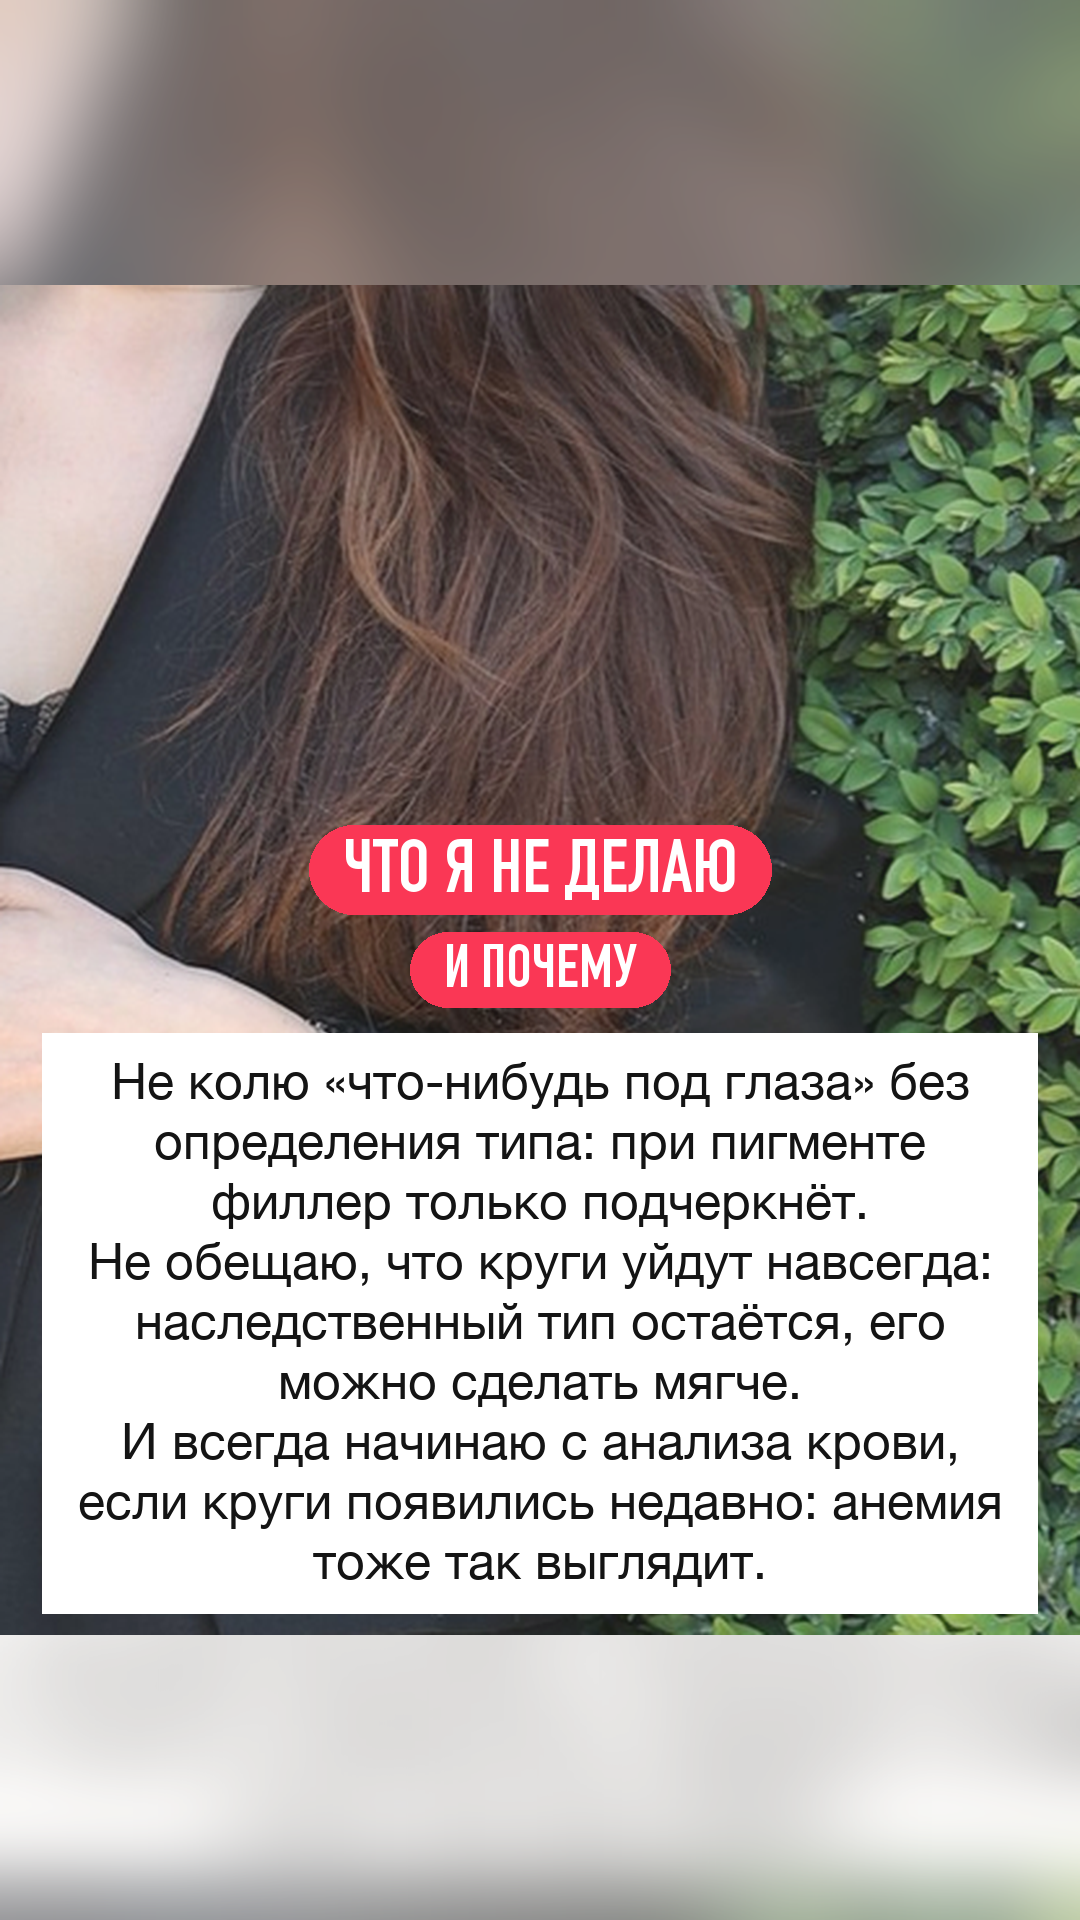 ЧТО Я НЕ ДЕЛАЮ
И ПОЧЕМУ
Не колю «что-нибудь под глаза» без
определения типа: при пигменте
филлер только подчеркнёт.
Не обещаю, что круги уйдут навсегда:
наследственный тип остаётся, его
можно сделать мягче.
И всегда начинаю с анализа крови,
если круги появились недавно: анемия
тоже так выглядит.